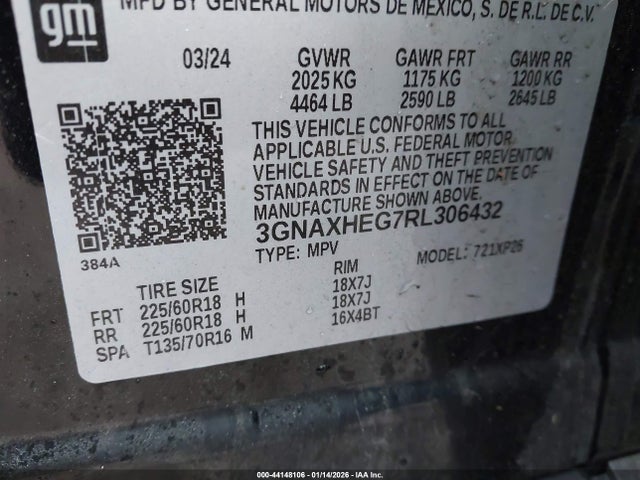 gm
MFD BY GENERAL MOTORS DE MEXICO, S. DE R.L. DE C.V.
03/24 GVWR GAWR FRT GAWR RR
2025 KG 1175 KG 1200 KG
4464 LB 2590 LB 2645 LB
THIS VEHICLE CONFORMS TO ALL
APPLICABLE U.S. FEDERAL MOTOR
VEHICLE SAFETY AND THEFT PREVENTION
STANDARDS IN EFFECT ON THE DATE OF
MANUFACTURE SHOWN ABOVE.
3GNAXHEG7RL306432
384A TYPE: MPV MODEL: 721XP26
TIRE SIZE RIM
FRT 225/60R18 H 18X7J
RR 225/60R18 H 18X7J
SPA T135/70R16 M 16X4BT
000-44148106 - 01/14/2026 - IAAI.COM